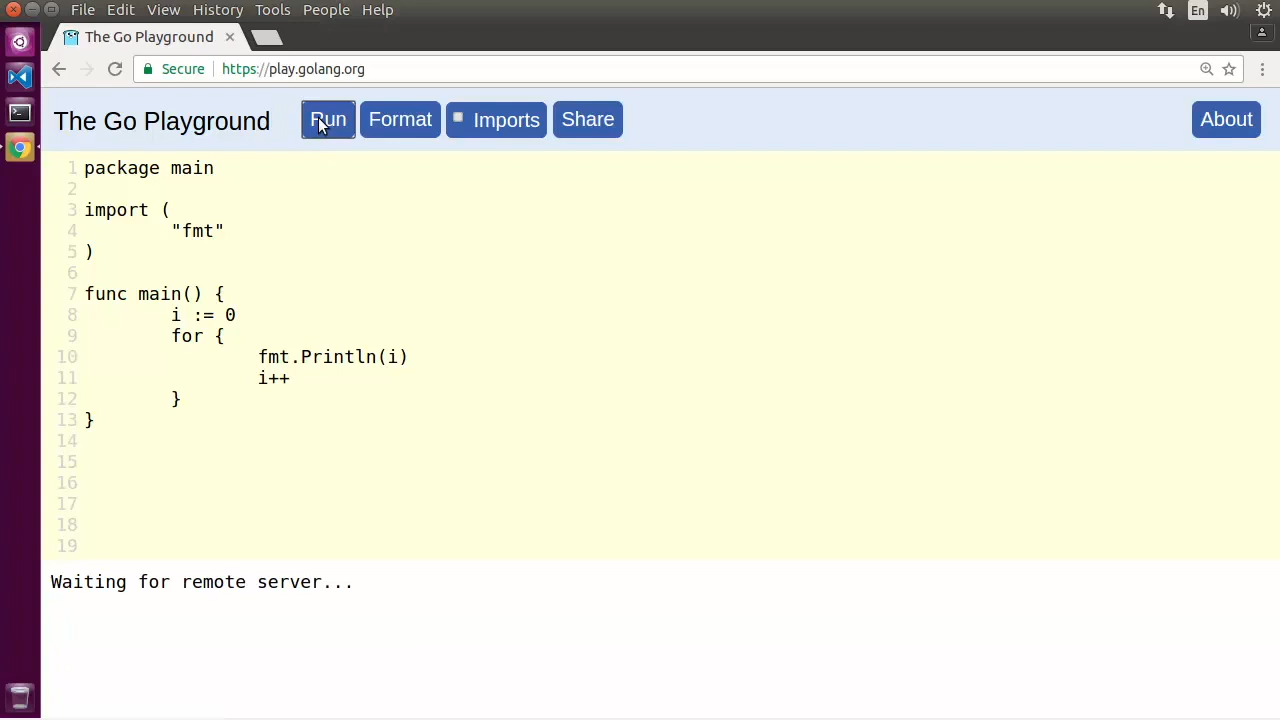 File Edit View History Tools People Help
En
The Go Playground
Secure https://play.golang.org
The Go Playground Run Format Imports Share About
1 package main
2
3 import (
4 "fmt"
5 )
6
7 func main() {
8 i := 0
9 for {
10 fmt.Println(i)
11 i++
12 }
13 }
14
15
16
17
18
19
Waiting for remote server...